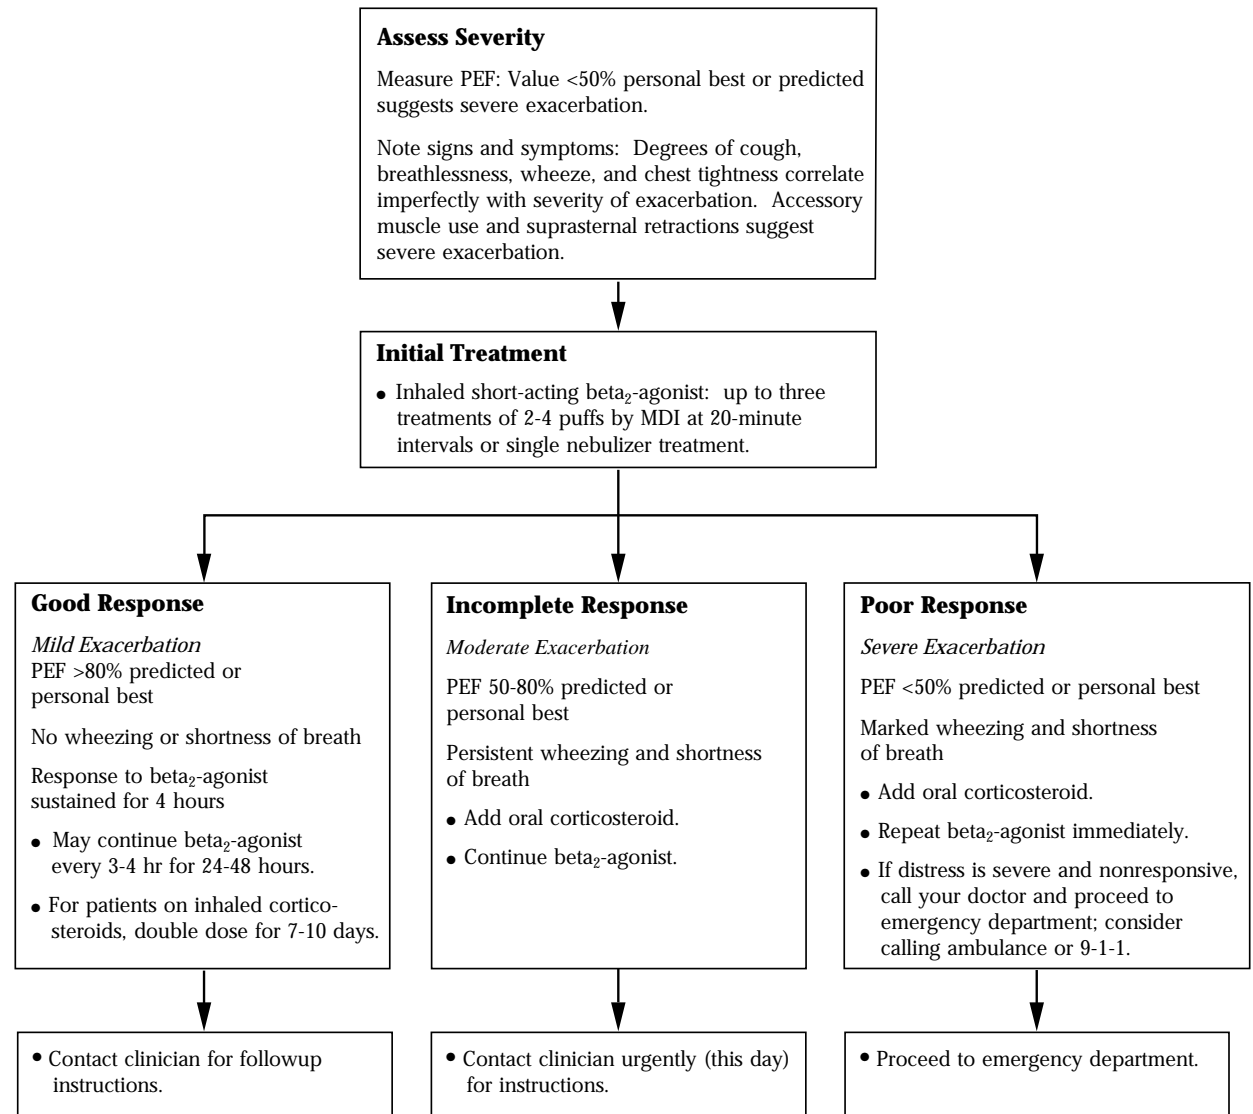 Assess Severity
Measure PEF: Value <50% personal best or predicted
suggests severe exacerbation.
Note signs and symptoms: Degrees of cough,
breathlessness, wheeze, and chest tightness correlate
imperfectly with severity of exacerbation. Accessory
muscle use and suprasternal retractions suggest
severe exacerbation.
Initial Treatment
• Inhaled short-acting beta₂-agonist: up to three
treatments of 2-4 puffs by MDI at 20-minute
intervals or single nebulizer treatment.
Good Response
Mild Exacerbation
PEF >80% predicted or
personal best
No wheezing or shortness of breath
Response to beta₂-agonist
sustained for 4 hours
• May continue beta₂-agonist
every 3-4 hr for 24-48 hours.
• For patients on inhaled cortico-
steroids, double dose for 7-10 days.
• Contact clinician for followup
instructions.
Incomplete Response
Moderate Exacerbation
PEF 50-80% predicted or
personal best
Persistent wheezing and shortness
of breath
• Add oral corticosteroid.
• Continue beta₂-agonist.
• Contact clinician urgently (this day)
for instructions.
Poor Response
Severe Exacerbation
PEF <50% predicted or personal best
Marked wheezing and shortness
of breath
• Add oral corticosteroid.
• Repeat beta₂-agonist immediately.
• If distress is severe and nonresponsive,
call your doctor and proceed to
emergency department; consider
calling ambulance or 9-1-1.
• Proceed to emergency department.